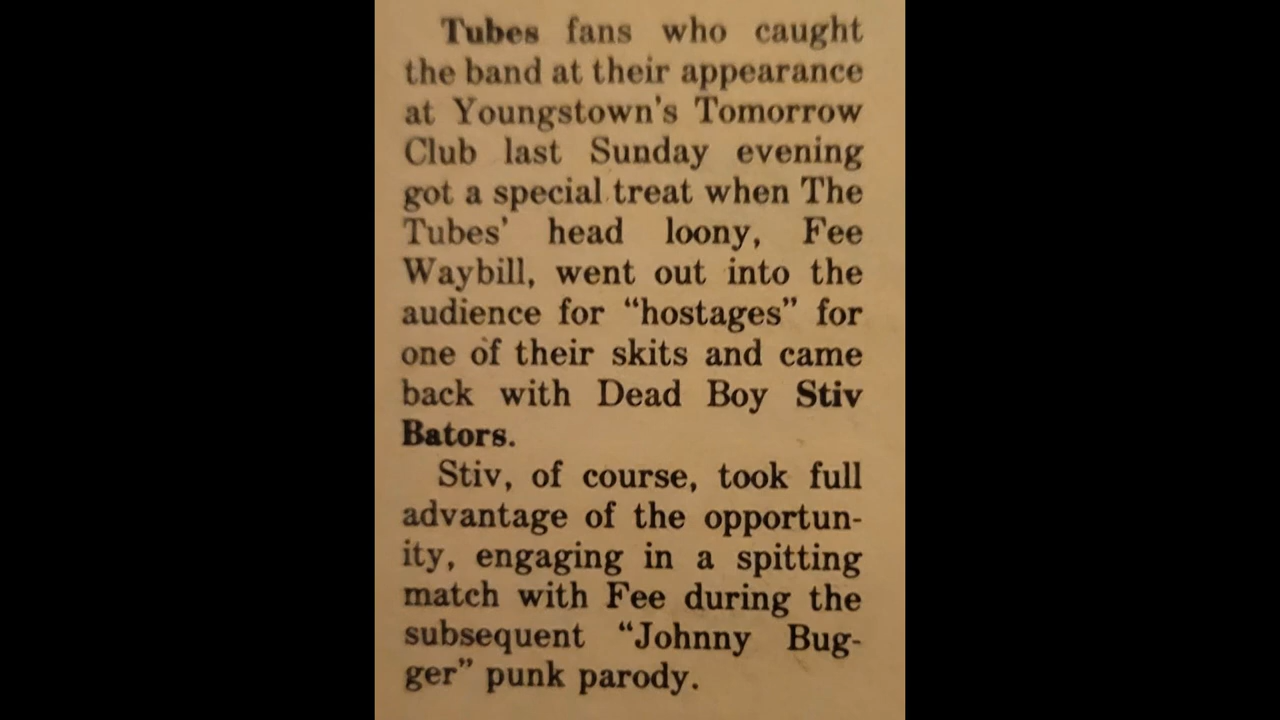 Tubes fans who caught
the band at their appearance
at Youngstown's Tomorrow
Club last Sunday evening
got a special treat when The
Tubes' head loony, Fee
Waybill, went out into the
audience for “hostages” for
one of their skits and came
back with Dead Boy Stiv
Bators.
Stiv, of course, took full
advantage of the opportun-
ity, engaging in a spitting
match with Fee during the
subsequent “Johnny Bug-
ger” punk parody.